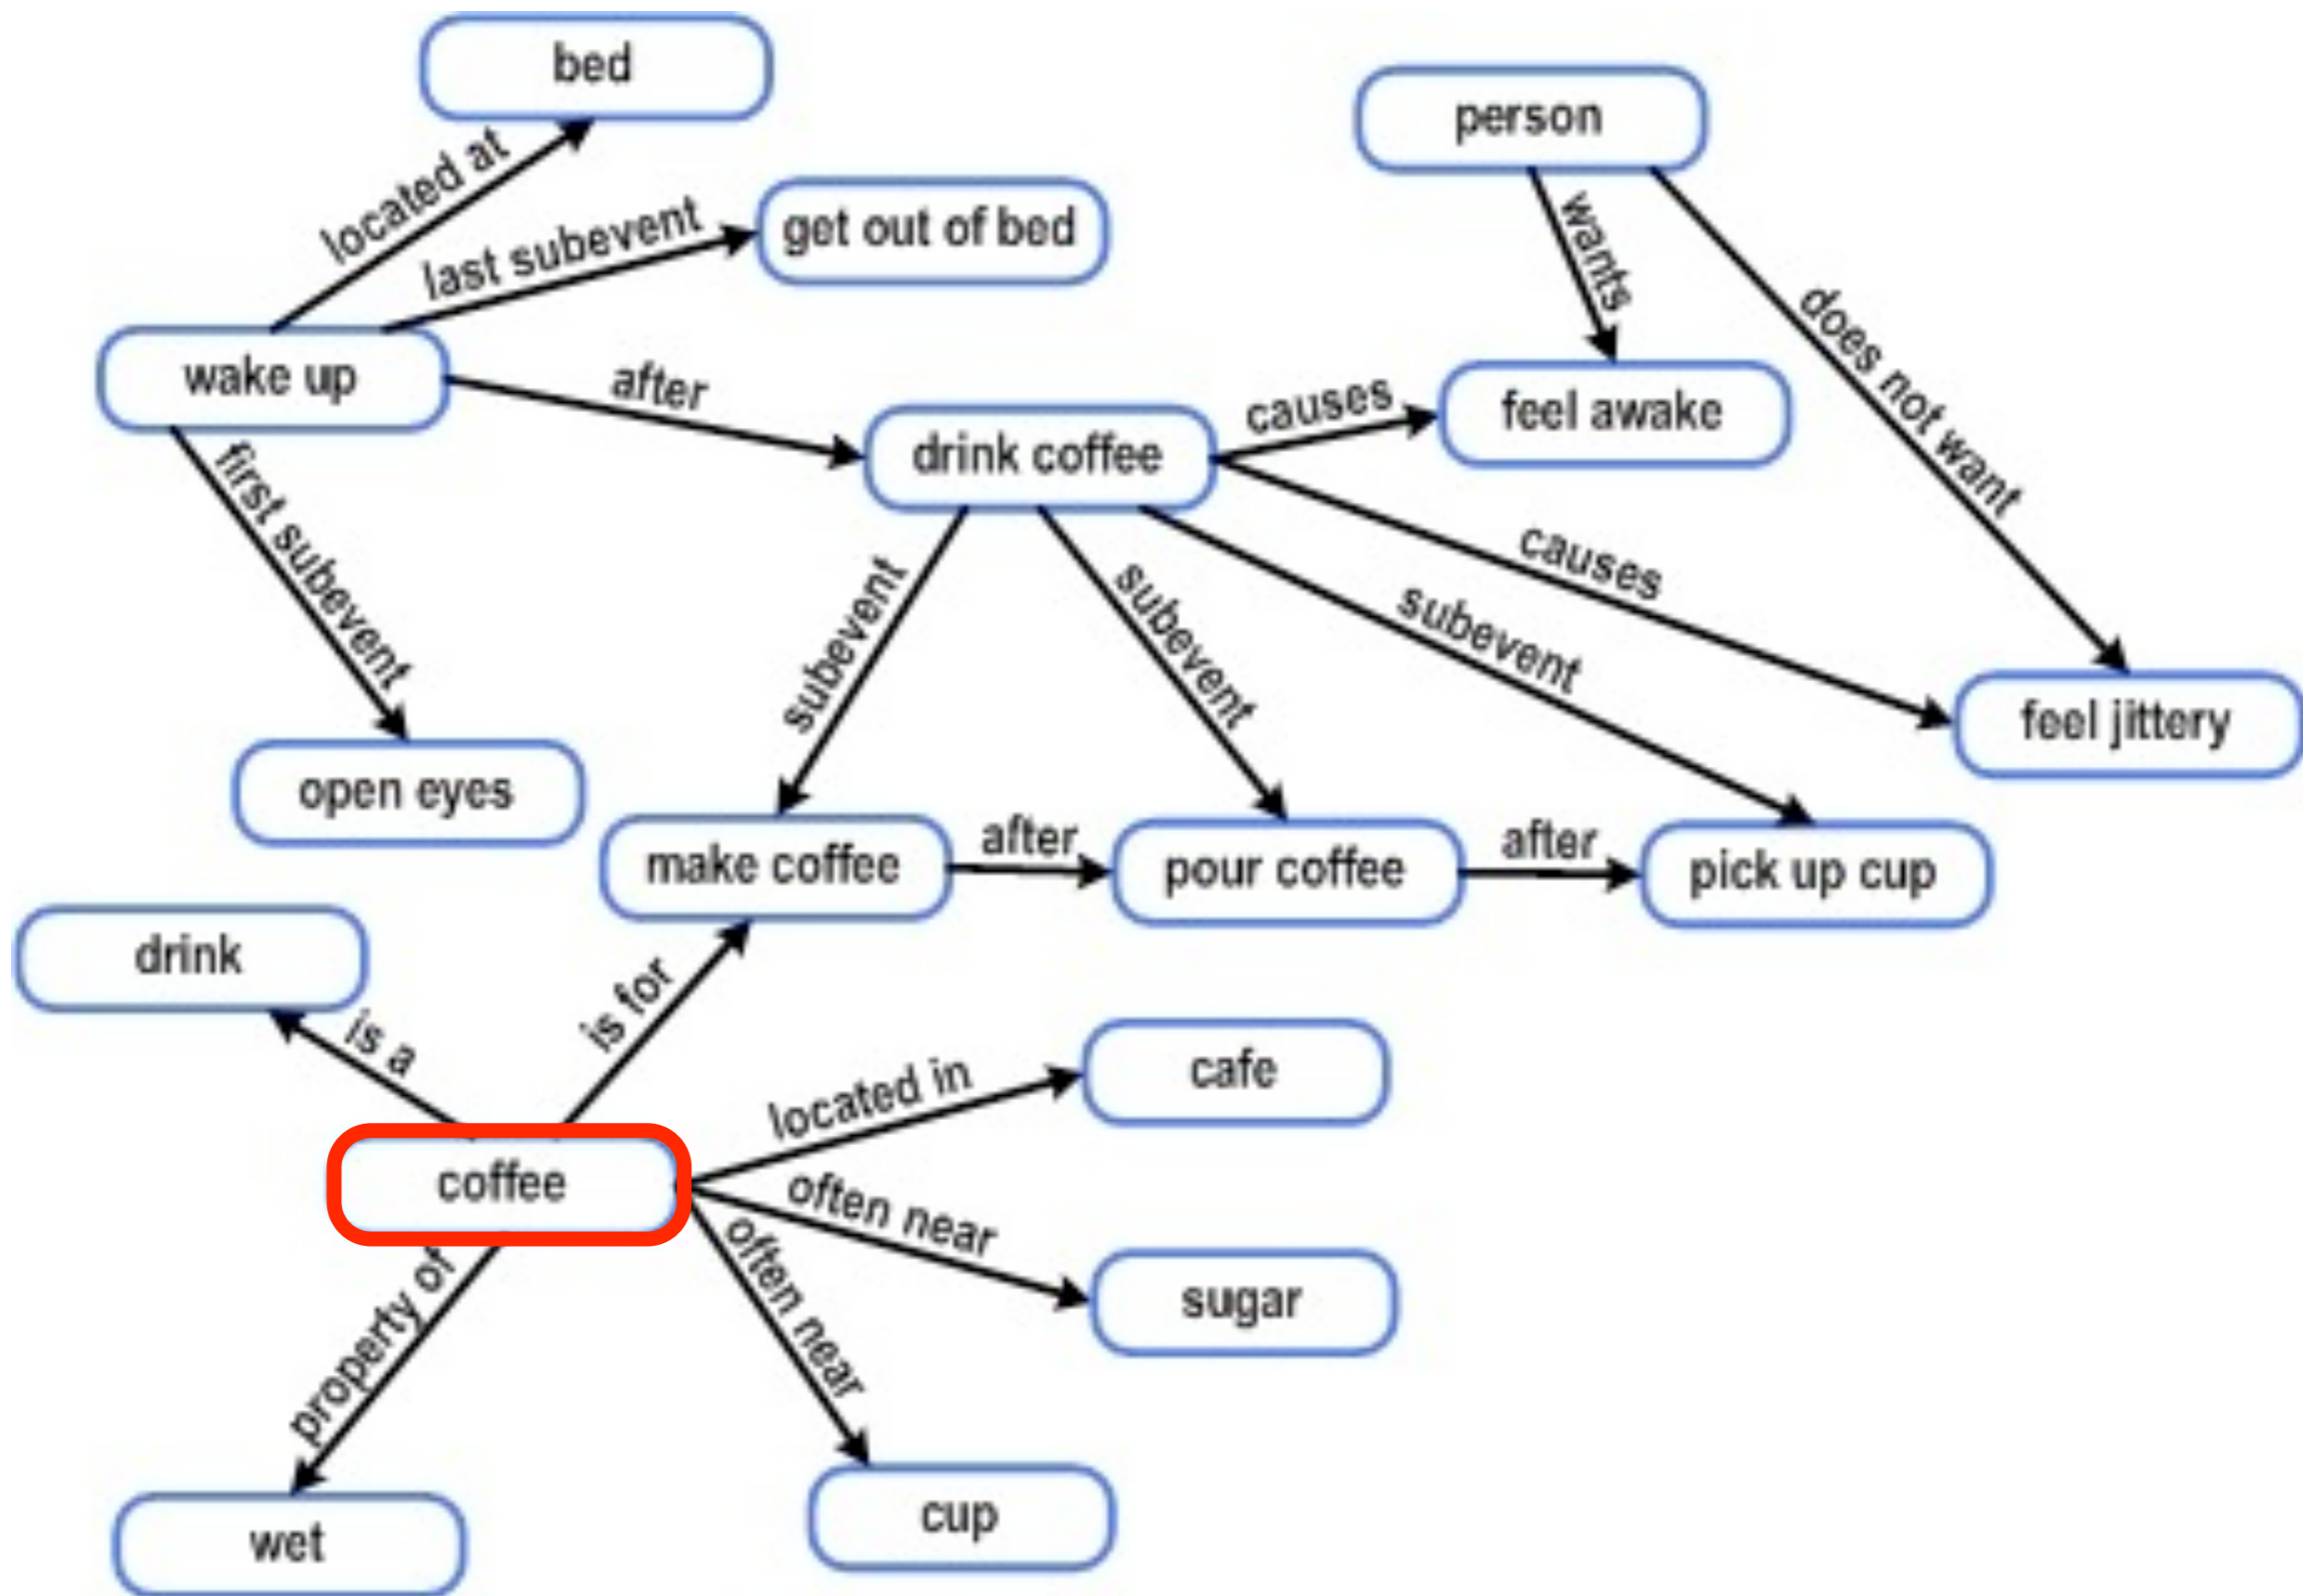 bed
person
located at
get out of bed
last subevent
wants
does not want
wake up
after
causes
feel awake
drink coffee
first subevent
causes
subevent
subevent
subevent
feel jittery
open eyes
make coffee
after
pour coffee
after
pick up cup
drink
is a
is for
located in
cafe
coffee
often near
sugar
often near
property of
cup
wet